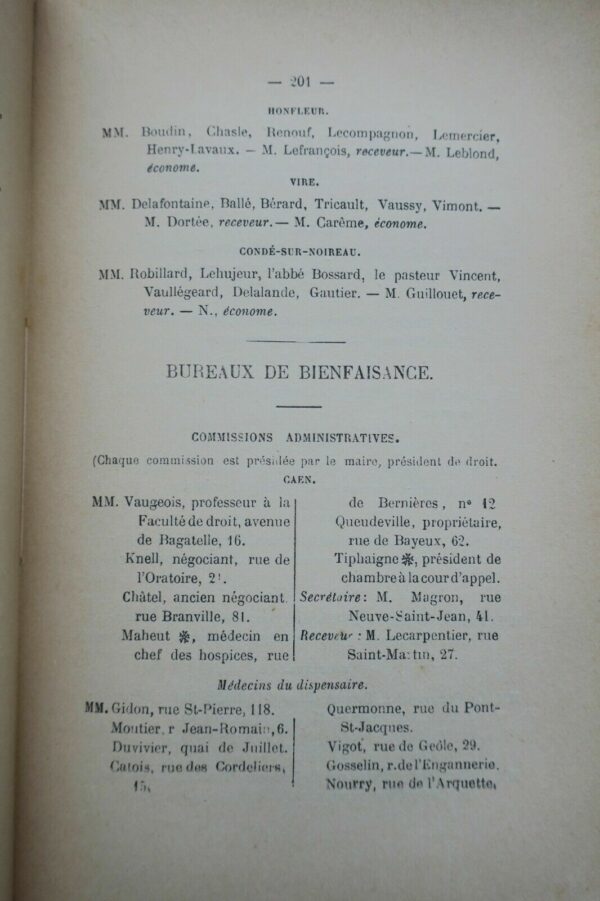 — 201 —
HONFLEUR.
MM. Boudin, Chasle, Renouf, Lecompagnon, Lemercier,
Henry-Lavaux. — M. Lefrançois, receveur. — M. Leblond,
économe.
VIRE.
MM. Delafontaine, Ballé, Bérard, Tricault, Vaussy, Vimont. —
M. Dortée, receveur. — M. Carême, économe.
CONDÉ-SUR-NOIREAU.
MM. Robillard, Lehujeur, l'abbé Bossard, le pasteur Vincent,
Vaullégeard, Delalande, Gautier. — M. Guillouet, rece-
veur. — N., économe.
BUREAUX DE BIENFAISANCE.
COMMISSIONS ADMINISTRATIVES.
(Chaque commission est présidée par le maire, président de droit.
CAEN.
MM. Vaugeois, professeur à la
Faculté de droit, avenue
de Bagatelle, 16.
Knell, négociant, rue de
l'Oratoire,
Châtel, ancien négociant
rue Branville, 81.
Maheut ✻, médecin en
chef des hospices, rue
de Bernières, n° 12
Queudeville, propriétaire,
rue de Bayeux, 62.
Tiphaigne ✻, président de
chambre à la cour d'appel.
Secrétaire : M. Magron, rue
Neuve-Saint-Jean, 41.
Receveur : M. Lecarpentier, rue
Saint-Martin, 27.
Médecins du dispensaire.
MM. Gidon, rue St-Pierre, 118.
Moutier, r Jean-Romain, 6.
Duvivier, quai de Juillet.
Catois, rue des Cordeliers,
15,
Quermonne, rue du Pont-
St-Jacques.
Vigot, rue de Geôle, 29.
Gosselin, r. de l'Engannerie.
Nourry, rue de l'Arquette,